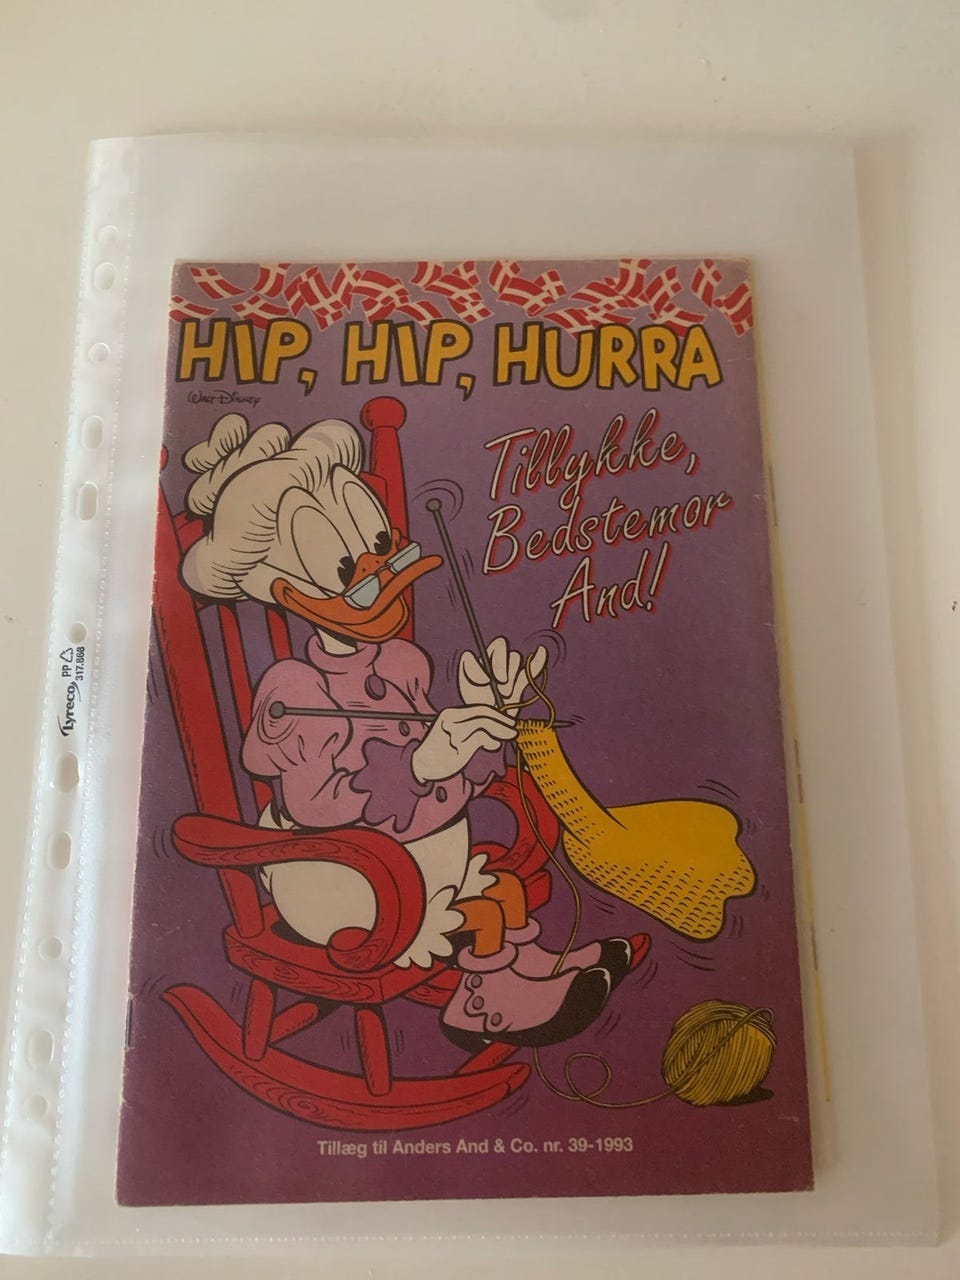 HIP, HIP, HURRA
Walt Disney
Tillykke,
Bedstemor
And!
Lyreco PP
317.868
Tillæg til Anders And & Co. nr. 39-1993